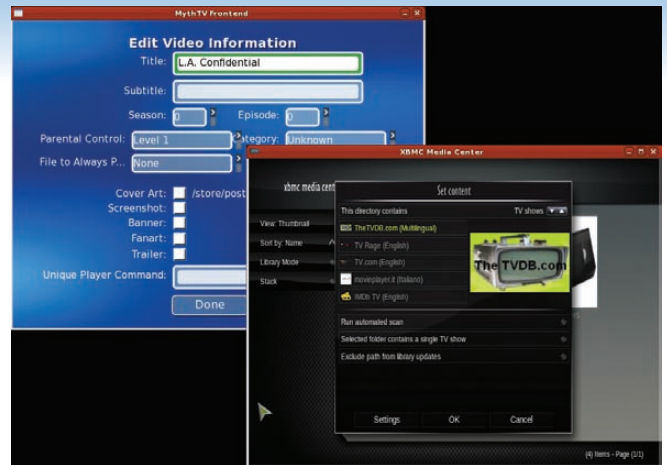 MythTV Frontend
Edit Video Information
Title: L.A. Confidential
Subtitle:
Season: 0 Episode: 0
Parental Control: Level 1 Category: Unknown
File to Always P... None
Cover Art: /store/post
Screenshot:
Banner:
Fanart:
Trailer:
Unique Player Command:
Done
XBMC Media Center
xbmc media cent
View: Thumbnail
Sort by: Name
Library Mode
Stack
Set content
This directory contains TV shows
TheTVDB.com (Multilingual)
TV Rage (English)
TV.com (English)
movieplayer.it (Italiano)
IMDb TV (English)
The TVDB.com
Run automated scan
Selected folder contains a single TV show
Exclude path from library updates
Settings OK Cancel
(4) Items - Page (1/1)